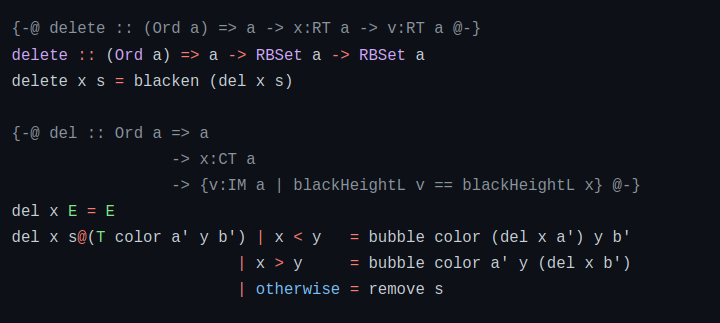 {-@ delete :: (Ord a) => a -> x:RT a -> v:RT a @-}
delete :: (Ord a) => a -> RBSet a -> RBSet a
delete x s = blacken (del x s)

{-@ del :: Ord a => a
                 -> x:CT a
                 -> {v:IM a | blackHeightL v == blackHeightL x} @-}
del x E = E
del x s@(T color a' y b') | x < y   = bubble color (del x a') y b'
                        | x > y     = bubble color a' y (del x b')
                        | otherwise = remove s